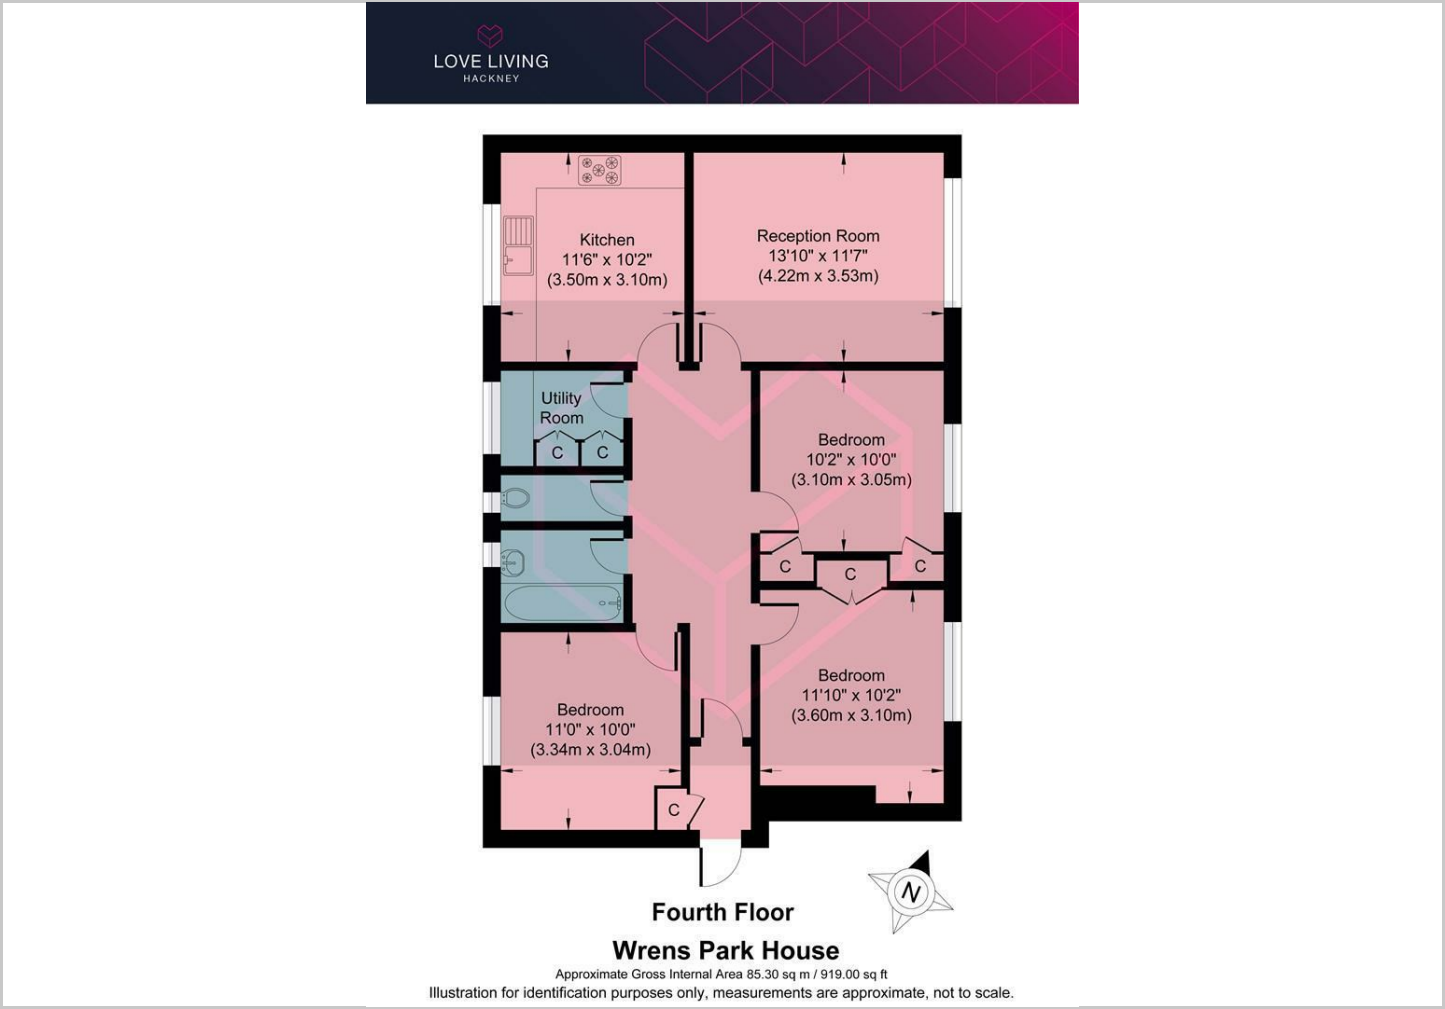 LOVE LIVING
HACKNEY
Kitchen
11'6" x 10'2"
(3.50m x 3.10m)
Reception Room
13'10" x 11'7"
(4.22m x 3.53m)
Utility
Room
C
C
Bedroom
10'2" x 10'0"
(3.10m x 3.05m)
C
C
C
Bedroom
11'10" x 10'2"
(3.60m x 3.10m)
Bedroom
11'0" x 10'0"
(3.34m x 3.04m)
C
N
Fourth Floor
Wrens Park House
Approximate Gross Internal Area 85.30 sq m / 919.00 sq ft
Illustration for identification purposes only, measurements are approximate, not to scale.